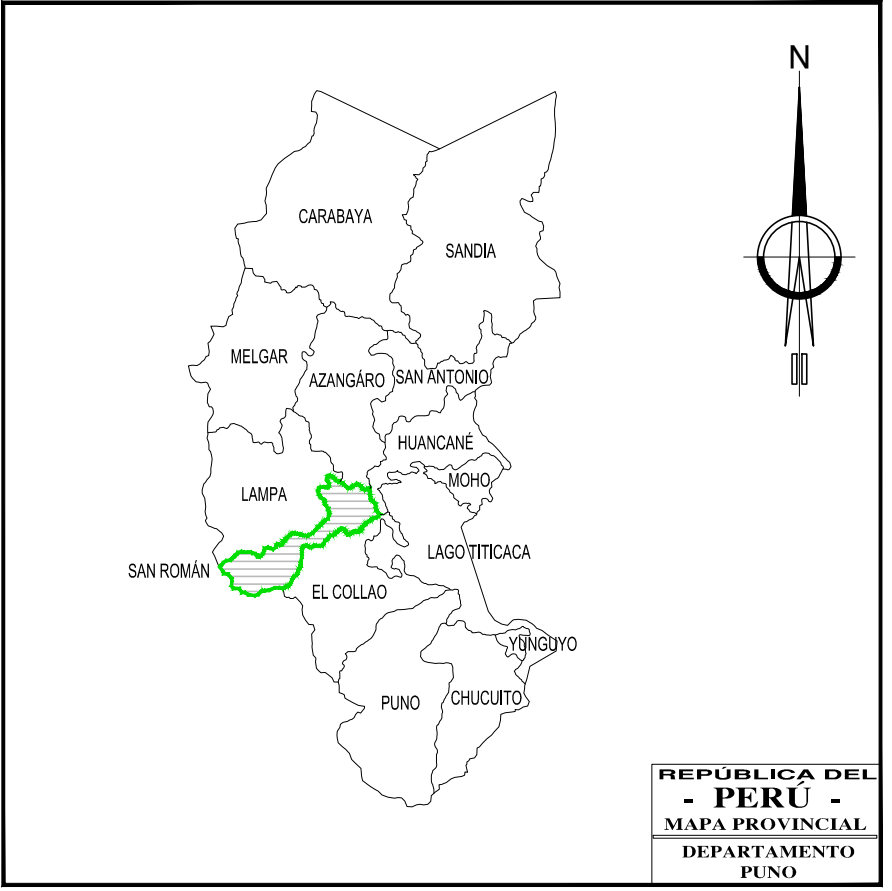 N
CARABAYA
SANDIA
MELGAR
AZANGÁRO
SAN ANTONIO
HUANCANÉ
MOHO
LAMPA
LAGO TITICACA
SAN ROMÁN
EL COLLAO
YUNGUYO
PUNO
CHUCUITO
REPÚBLICA DEL
- PERÚ -
MAPA PROVINCIAL
DEPARTAMENTO
PUNO